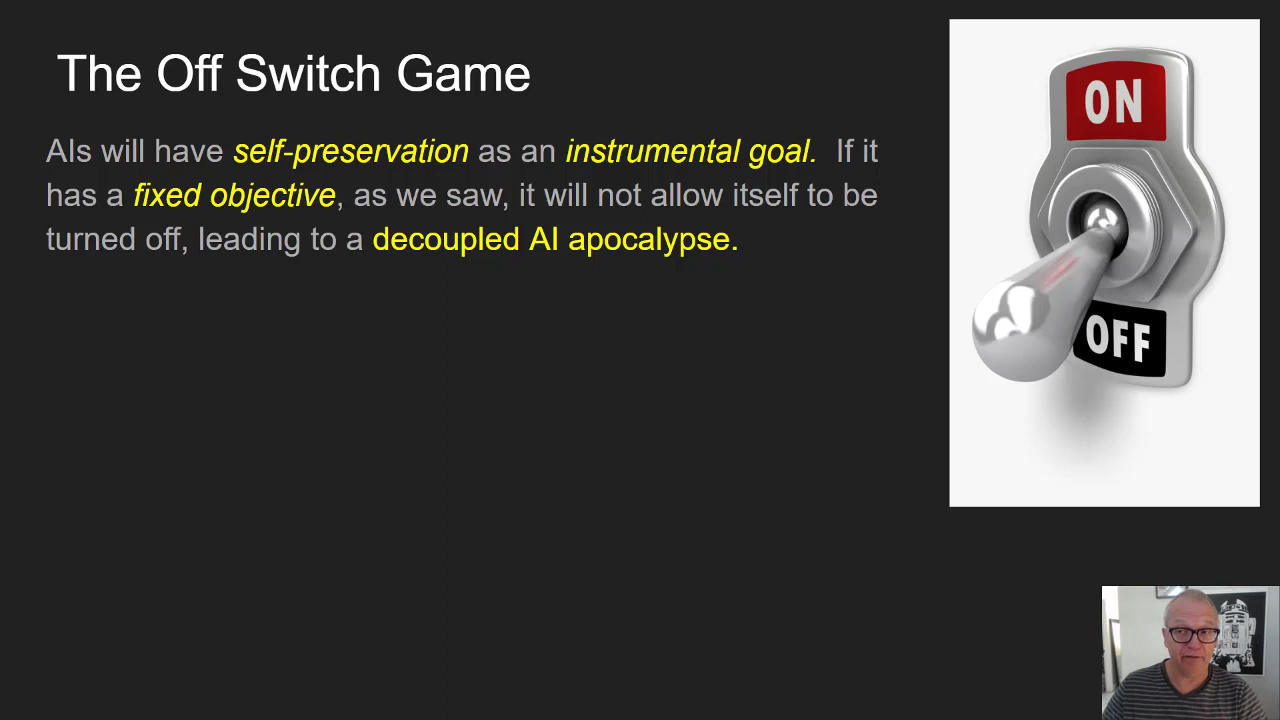 The Off Switch Game
AIs will have self-preservation as an instrumental goal.  If it
has a fixed objective, as we saw, it will not allow itself to be
turned off, leading to a decoupled AI apocalypse.
ON
OFF